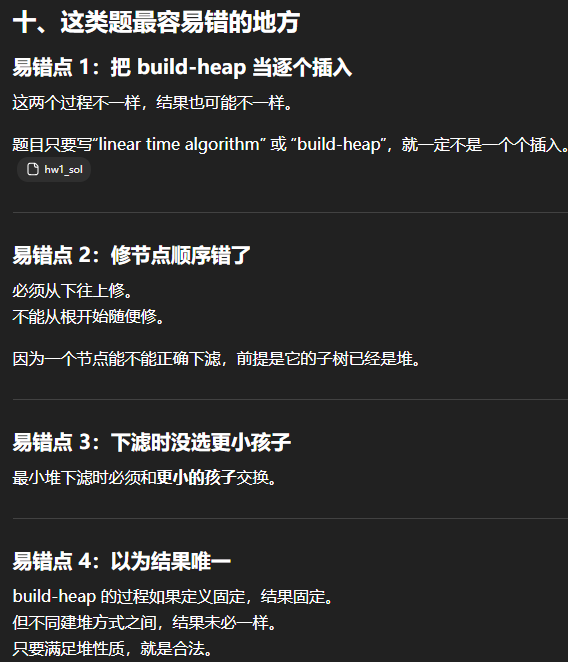 十、这类题最容易错的地方
易错点 1：把 build-heap 当逐个插入
这两个过程不一样，结果也可能不一样。
题目只要写“linear time algorithm” 或 “build-heap”，就一定不是一个个插入。
hw1_sol
易错点 2：修节点顺序错了
必须从下往上修。
不能从根开始随便修。
因为一个节点能不能正确下滤，前提是它的子树已经是堆。
易错点 3：下滤时没选更小孩子
最小堆下滤时必须和更小的孩子交换。
易错点 4：以为结果唯一
build-heap 的过程如果定义固定，结果固定。
但不同建堆方式之间，结果未必一样。
只要满足堆性质，就是合法。